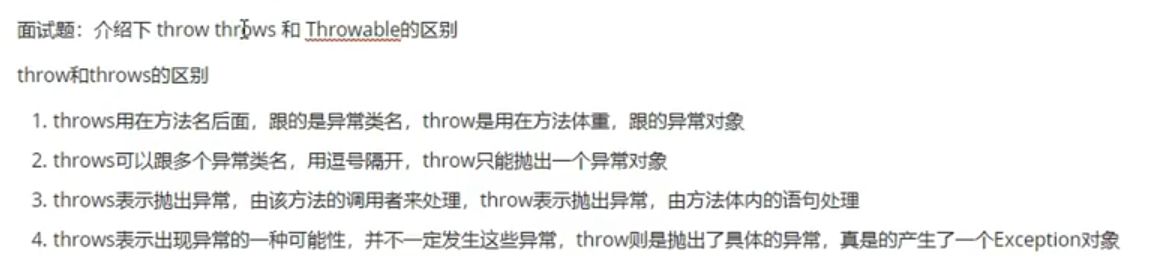 面试题：介绍下 throw throws 和 Throwable的区别
throw和throws的区别
1. throws用在方法名后面，跟的是异常类名，throw是用在方法体重，跟的异常对象
2. throws可以跟多个异常类名，用逗号隔开，throw只能抛出一个异常对象
3. throws表示抛出异常，由该方法的调用者来处理，throw表示抛出异常，由方法体内的语句处理
4. throws表示出现异常的一种可能性，并不一定发生这些异常，throw则是抛出了具体的异常，真是的产生了一个Exception对象